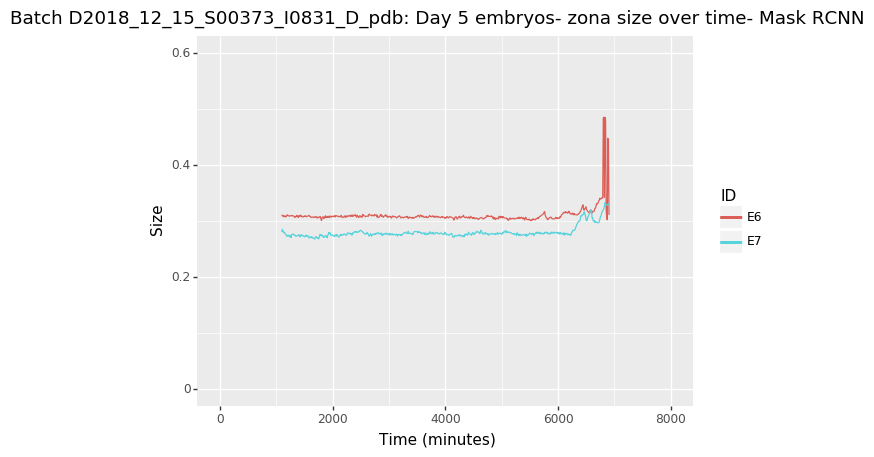 Batch D2018_12_15_S00373_I0831_D_pdb: Day 5 embryos- zona size over time- Mask RCNN
0.6
0.4
0.2
0
Size
0
2000
4000
6000
8000
Time (minutes)
ID
E6
E7